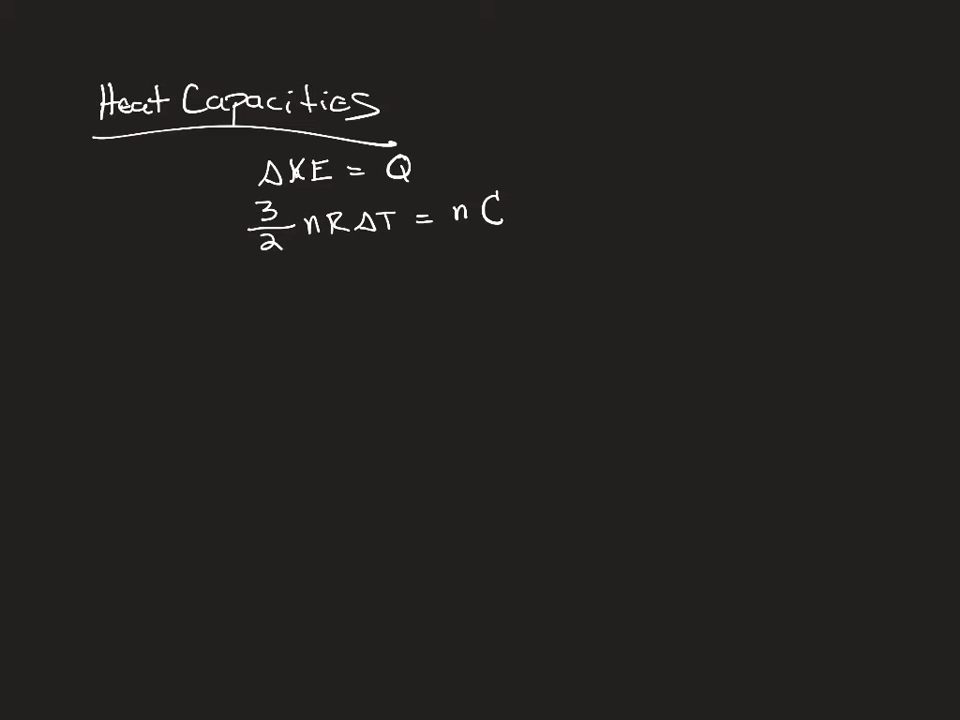 Heat Capacities
ΔKE = Q
3/2 nRΔT = nC